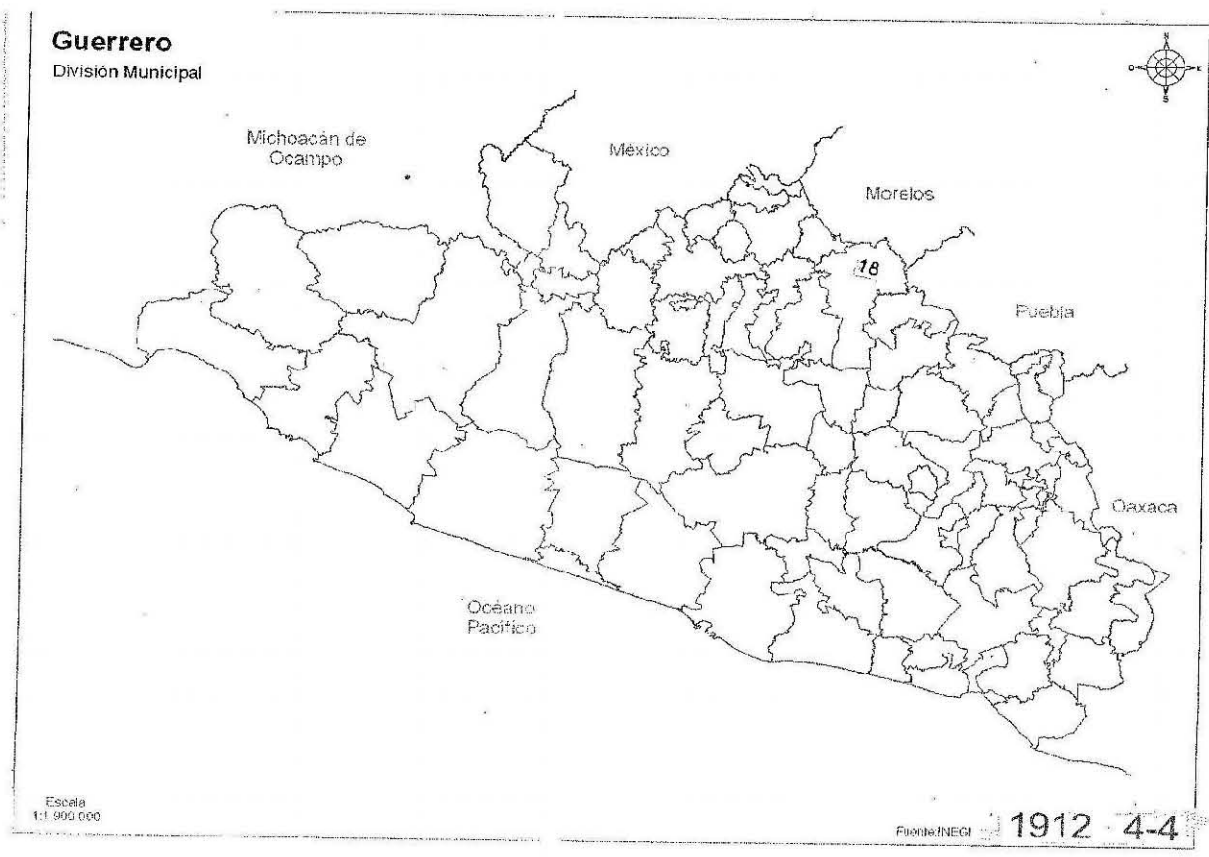 Guerrero
División Municipal
N
O
E
S
Michoacán de
Ocampo
México
Morelos
18
Puebla
Oaxaca
Océano
Pacífico
Escala
1:1 900 000
Fuente:INEGI
1912 4-4